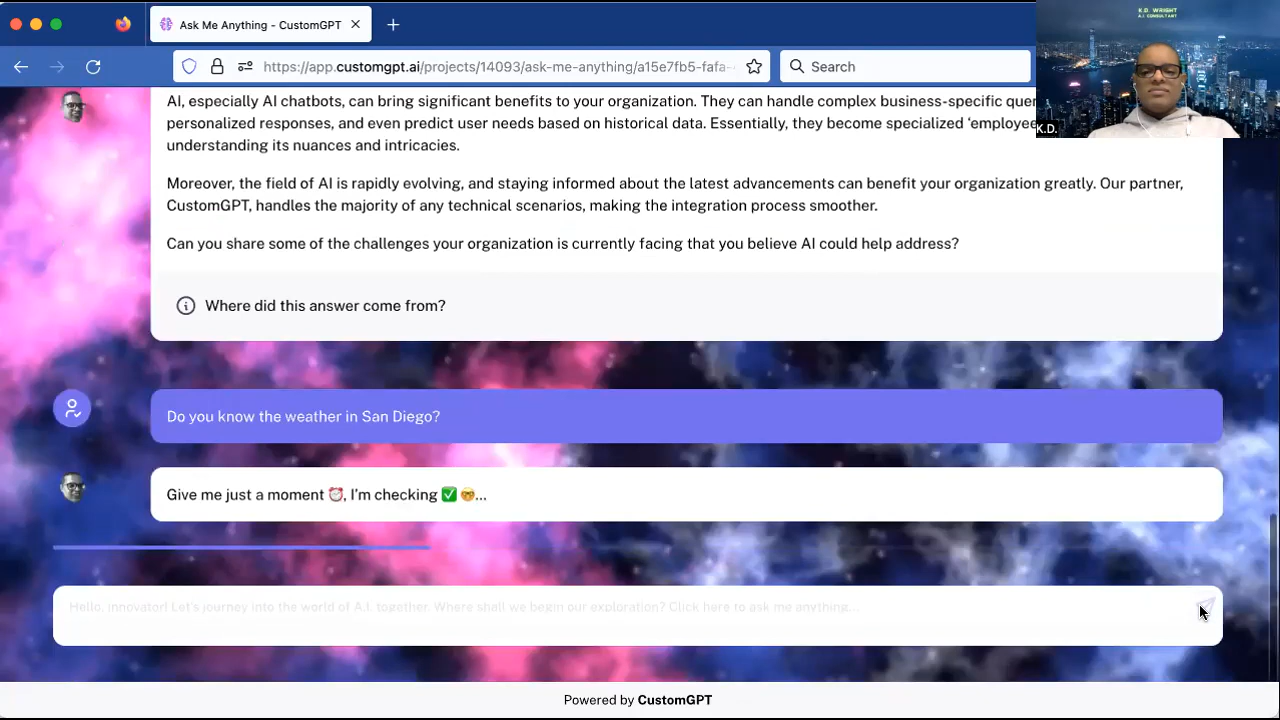 Ask Me Anything - CustomGPT
https://app.customgpt.ai/projects/14093/ask-me-anything/a15e7fb5-fafa-
Search
K.D. WRIGHT
A.I. CONSULTANT
K.D.
AI, especially AI chatbots, can bring significant benefits to your organization. They can handle complex business-specific quer
personalized responses, and even predict user needs based on historical data. Essentially, they become specialized ‘employee
understanding its nuances and intricacies.
Moreover, the field of AI is rapidly evolving, and staying informed about the latest advancements can benefit your organization greatly. Our partner,
CustomGPT, handles the majority of any technical scenarios, making the integration process smoother.
Can you share some of the challenges your organization is currently facing that you believe AI could help address?
Where did this answer come from?
Do you know the weather in San Diego?
Give me just a moment ⏰, I’m checking ✅ 🤓...
Hello, innovator! Let's journey into the world of A.I. together. Where shall we begin our exploration? Click here to ask me anything...
Powered by CustomGPT